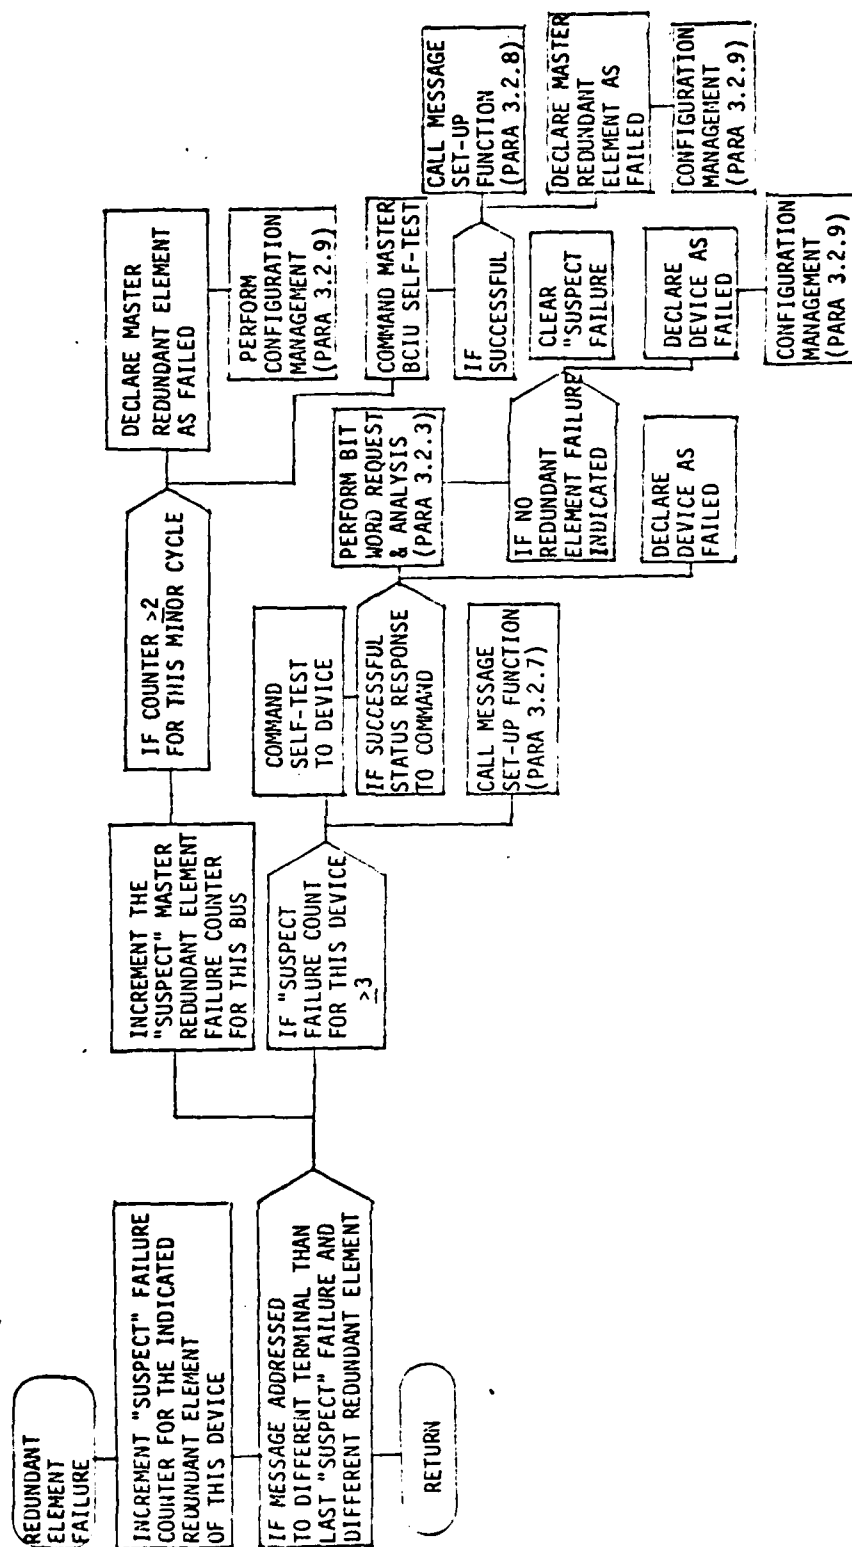 REDUNDANT
ELEMENT
FAILURE
INCREMENT "SUSPECT" FAILURE
COUNTER FOR THE INDICATED
REDUNDANT ELEMENT
OF THIS DEVICE
IF MESSAGE ADDRESSED
TO DIFFERENT TERMINAL THAN
LAST "SUSPECT" FAILURE AND
DIFFERENT REDUNDANT ELEMENT
RETURN
INCREMENT THE
"SUSPECT" MASTER
REDUNDANT ELEMENT
FAILURE COUNTER
FOR THIS BUS
IF COUNTER ≥2
FOR THIS MINOR CYCLE
DECLARE MASTER
REDUNDANT ELEMENT
AS FAILED
PERFORM
CONFIGURATION
MANAGEMENT
(PARA 3.2.9)
COMMAND MASTER
BCIU SELF-TEST
IF
SUCCESSFUL
CALL MESSAGE
SET-UP
FUNCTION
(PARA 3.2.8)
DECLARE MASTER
REDUNDANT
ELEMENT AS
FAILED
CONFIGURATION
MANAGEMENT
(PARA 3.2.9)
IF "SUSPECT
FAILURE COUNT
FOR THIS DEVICE
≥3
COMMAND
SELF-TEST
TO DEVICE
IF SUCCESSFUL
STATUS RESPONSE
TO COMMAND
PERFORM BIT
WORD REQUEST
& ANALYSIS
(PARA 3.2.3)
IF NO
REDUNDANT
ELEMENT FAILURE
INDICATED
CLEAR
"SUSPECT
FAILURE
DECLARE
DEVICE AS
FAILED
CONFIGURATION
MANAGEMENT
(PARA 3.2.9)
DECLARE
DEVICE AS
FAILED
CALL MESSAGE
SET-UP FUNCTION
(PARA 3.2.7)